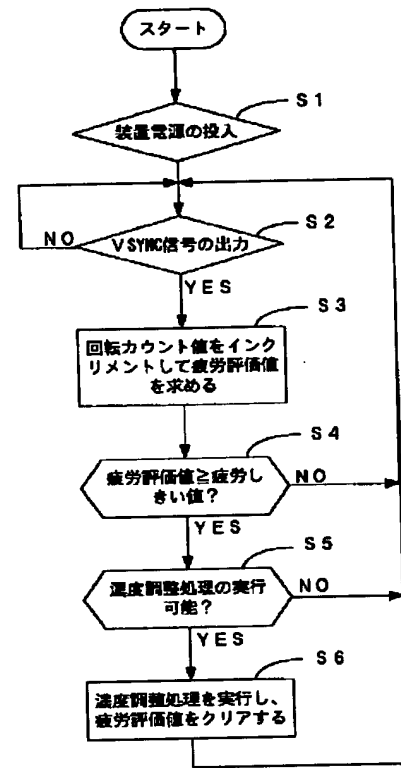 スタート
S1
装置電源の投入
S2
NO
VSYNC信号の出力
YES
S3
回転カウント値をインク
リメントして疲労評価値
を求める
S4
疲労評価値≧疲労し
きい値?
NO
YES
S5
濃度調整処理の実行
可能?
NO
YES
S6
濃度調整処理を実行し、
疲労評価値をクリアする